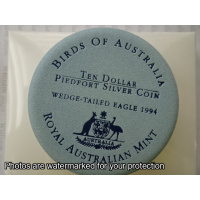 BIRDS OF AUSTRALIA
TEN DOLLAR
PIEDFORT SILVER COIN
WEDGE-TAILED EAGLE 1994
ROYAL AUSTRALIAN MINT
Photos are watermarked for your protection